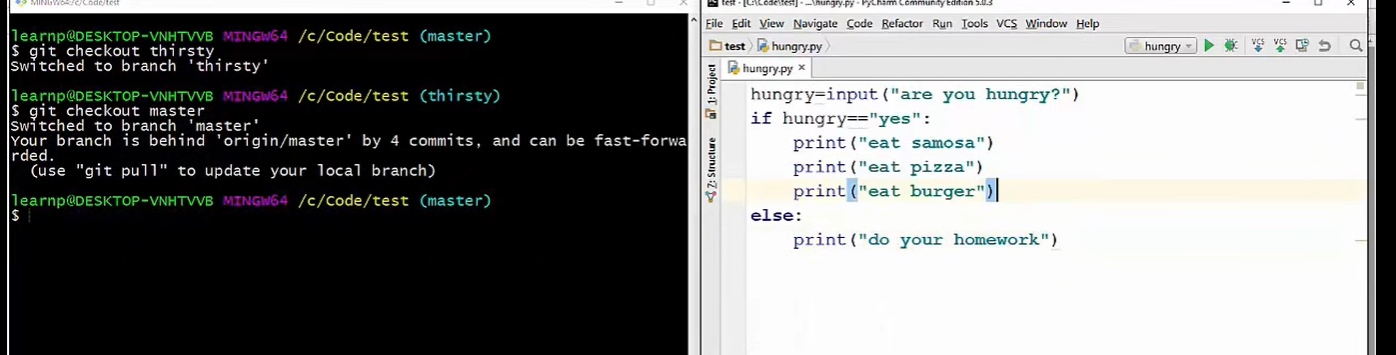 MINGW64:/c/Code/test
learnp@DESKTOP-VNHTVVB MINGW64 /c/Code/test (master)
$ git checkout thirsty
Switched to branch 'thirsty'
learnp@DESKTOP-VNHTVVB MINGW64 /c/Code/test (thirsty)
$ git checkout master
Switched to branch 'master'
Your branch is behind 'origin/master' by 4 commits, and can be fast-forwa
rded.
(use "git pull" to update your local branch)
learnp@DESKTOP-VNHTVVB MINGW64 /c/Code/test (master)
$
test - [C:\Code\test] - ...\hungry.py - PyCharm Community Edition 5.0.3
File Edit View Navigate Code Refactor Run Tools VCS Window Help
test hungry.py hungry VCS VCS
hungry.py
1: Project
7: Structure
hungry=input("are you hungry?")
if hungry=="yes":
print("eat samosa")
print("eat pizza")
print("eat burger")
else:
print("do your homework")